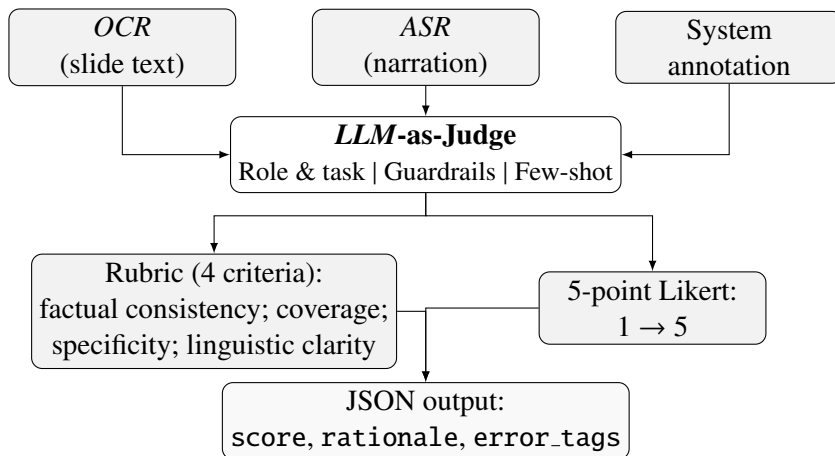 OCR
(slide text)
ASR
(narration)
System
annotation
LLM-as-Judge
Role & task | Guardrails | Few-shot
Rubric (4 criteria):
factual consistency; coverage;
specificity; linguistic clarity
5-point Likert:
1 → 5
JSON output:
score, rationale, error_tags